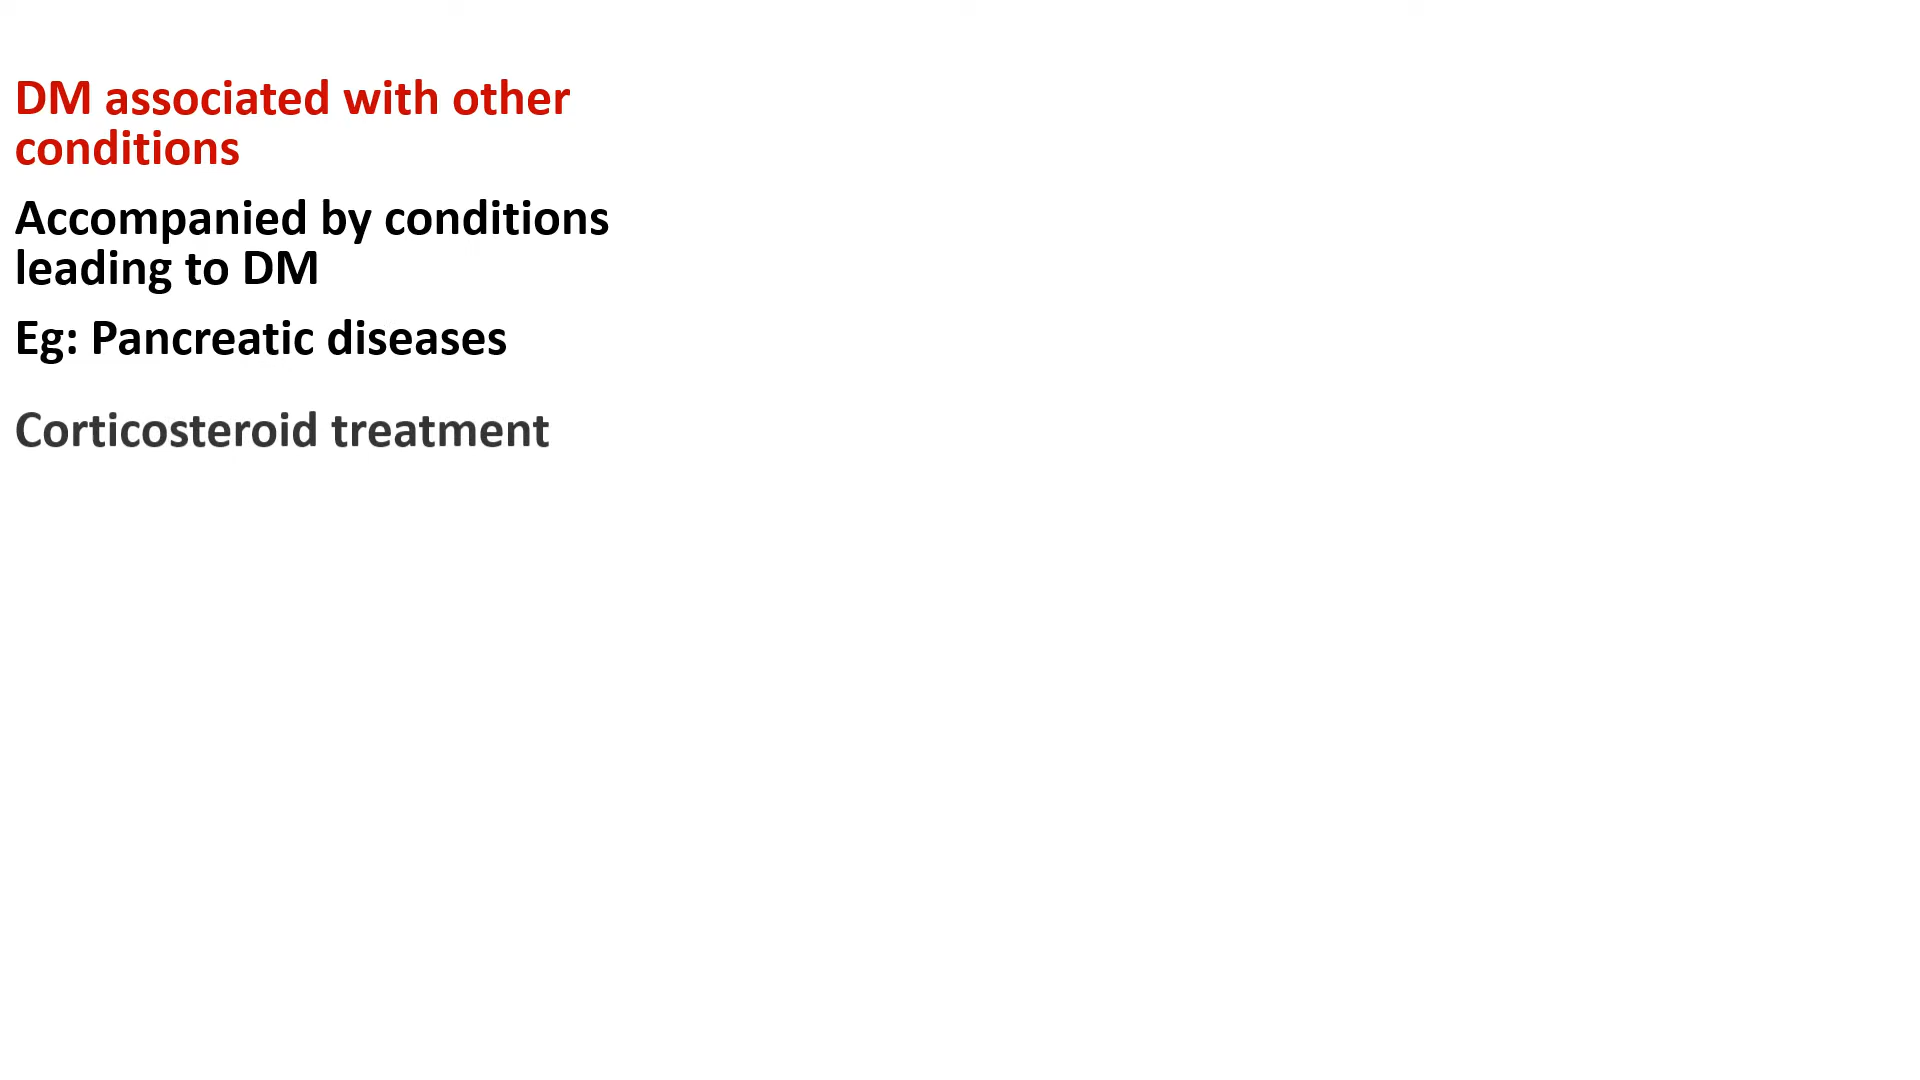 DM associated with other
conditions
Accompanied by conditions
leading to DM
Eg: Pancreatic diseases
Corticosteroid treatment